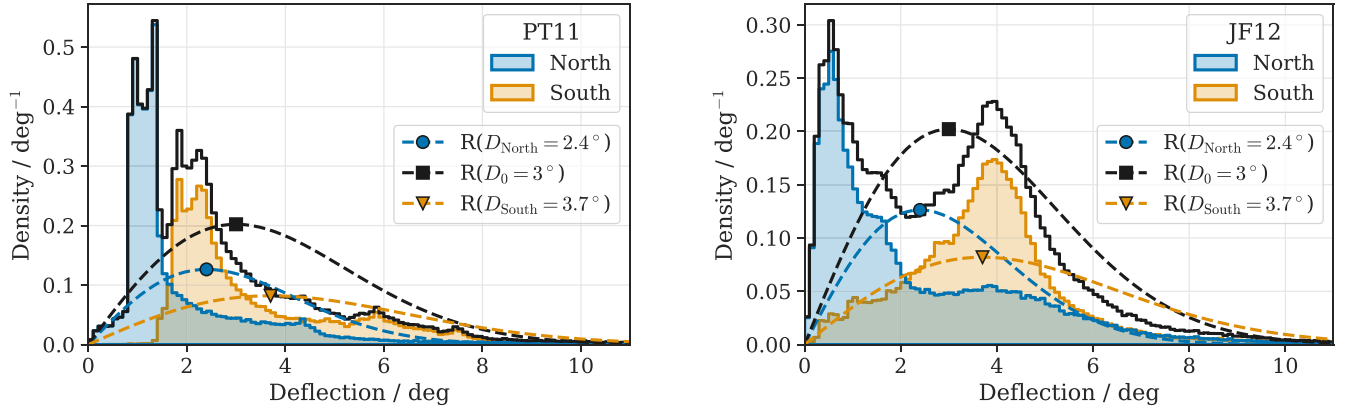 PT11
North
South
R(D_North = 2.4°)
R(D_0 = 3°)
R(D_South = 3.7°)
0.5
0.4
0.3
0.2
0.1
0.0
Density / deg⁻¹
0 2 4 6 8 10
Deflection / deg
JF12
North
South
R(D_North = 2.4°)
R(D_0 = 3°)
R(D_South = 3.7°)
0.30
0.25
0.20
0.15
0.10
0.05
0.00
Density / deg⁻¹
0 2 4 6 8 10
Deflection / deg